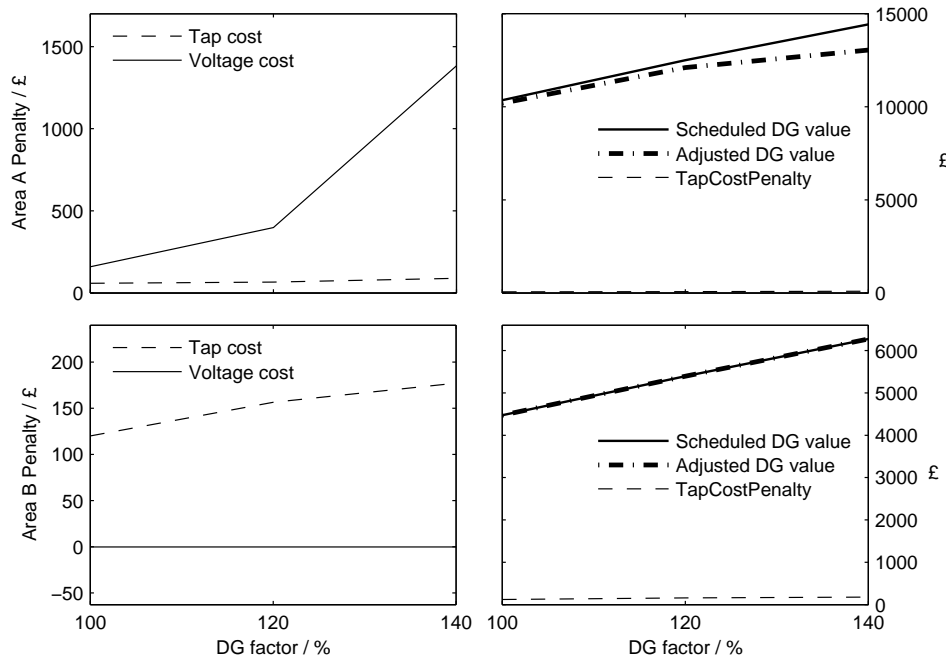 Area A Penalty / £
1500
1000
500
0
Tap cost
Voltage cost
15000
10000
5000
0
£
Scheduled DG value
Adjusted DG value
TapCostPenalty
Area B Penalty / £
200
150
100
50
0
–50
Tap cost
Voltage cost
100
120
140
DG factor / %
6000
5000
4000
3000
2000
1000
0
£
Scheduled DG value
Adjusted DG value
TapCostPenalty
100
120
140
DG factor / %